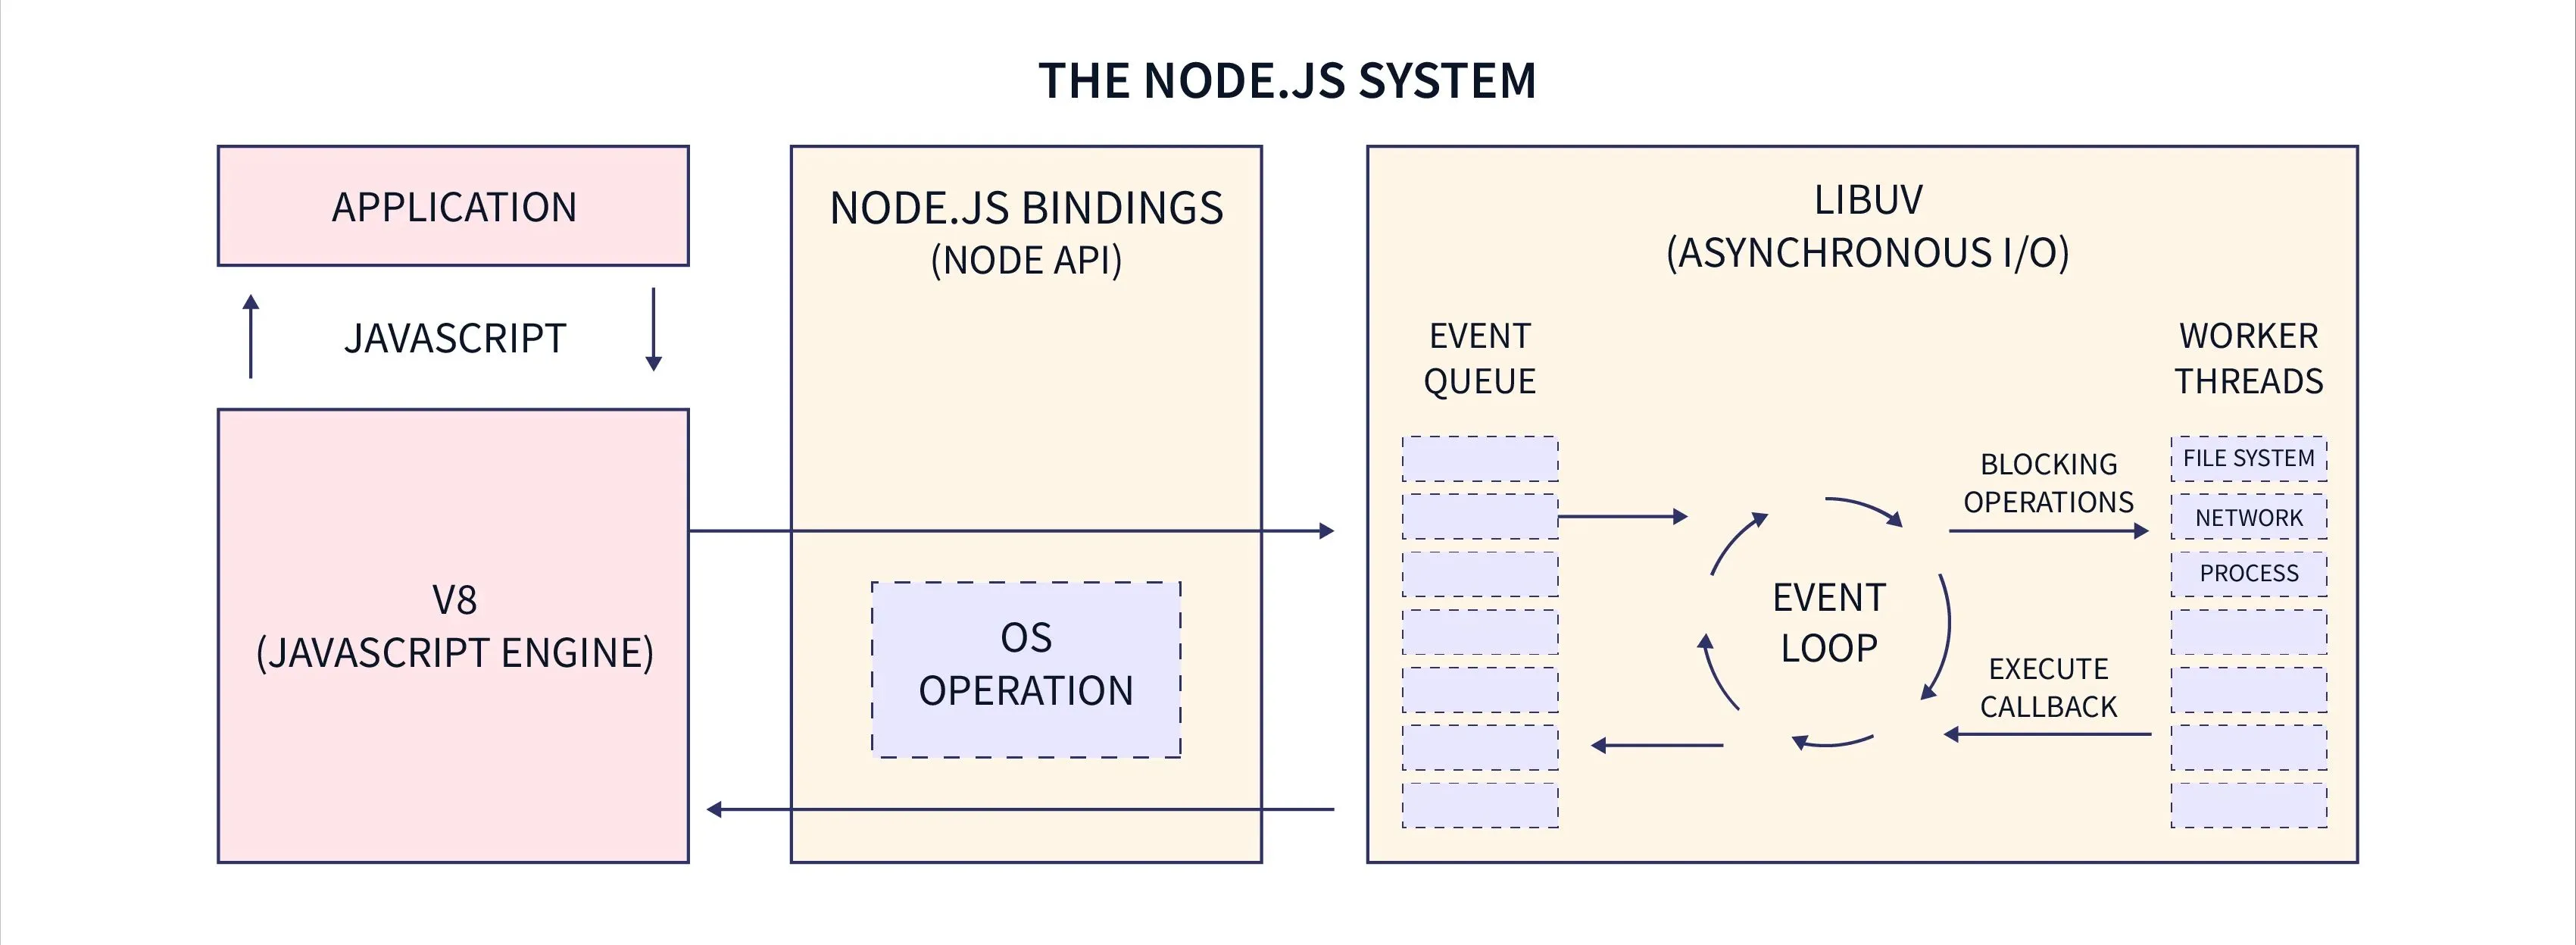 THE NODE.JS SYSTEM
APPLICATION
JAVASCRIPT
V8
(JAVASCRIPT ENGINE)
NODE.JS BINDINGS
(NODE API)
OS
OPERATION
LIBUV
(ASYNCHRONOUS I/O)
EVENT
QUEUE
EVENT
LOOP
BLOCKING
OPERATIONS
EXECUTE
CALLBACK
WORKER
THREADS
FILE SYSTEM
NETWORK
PROCESS